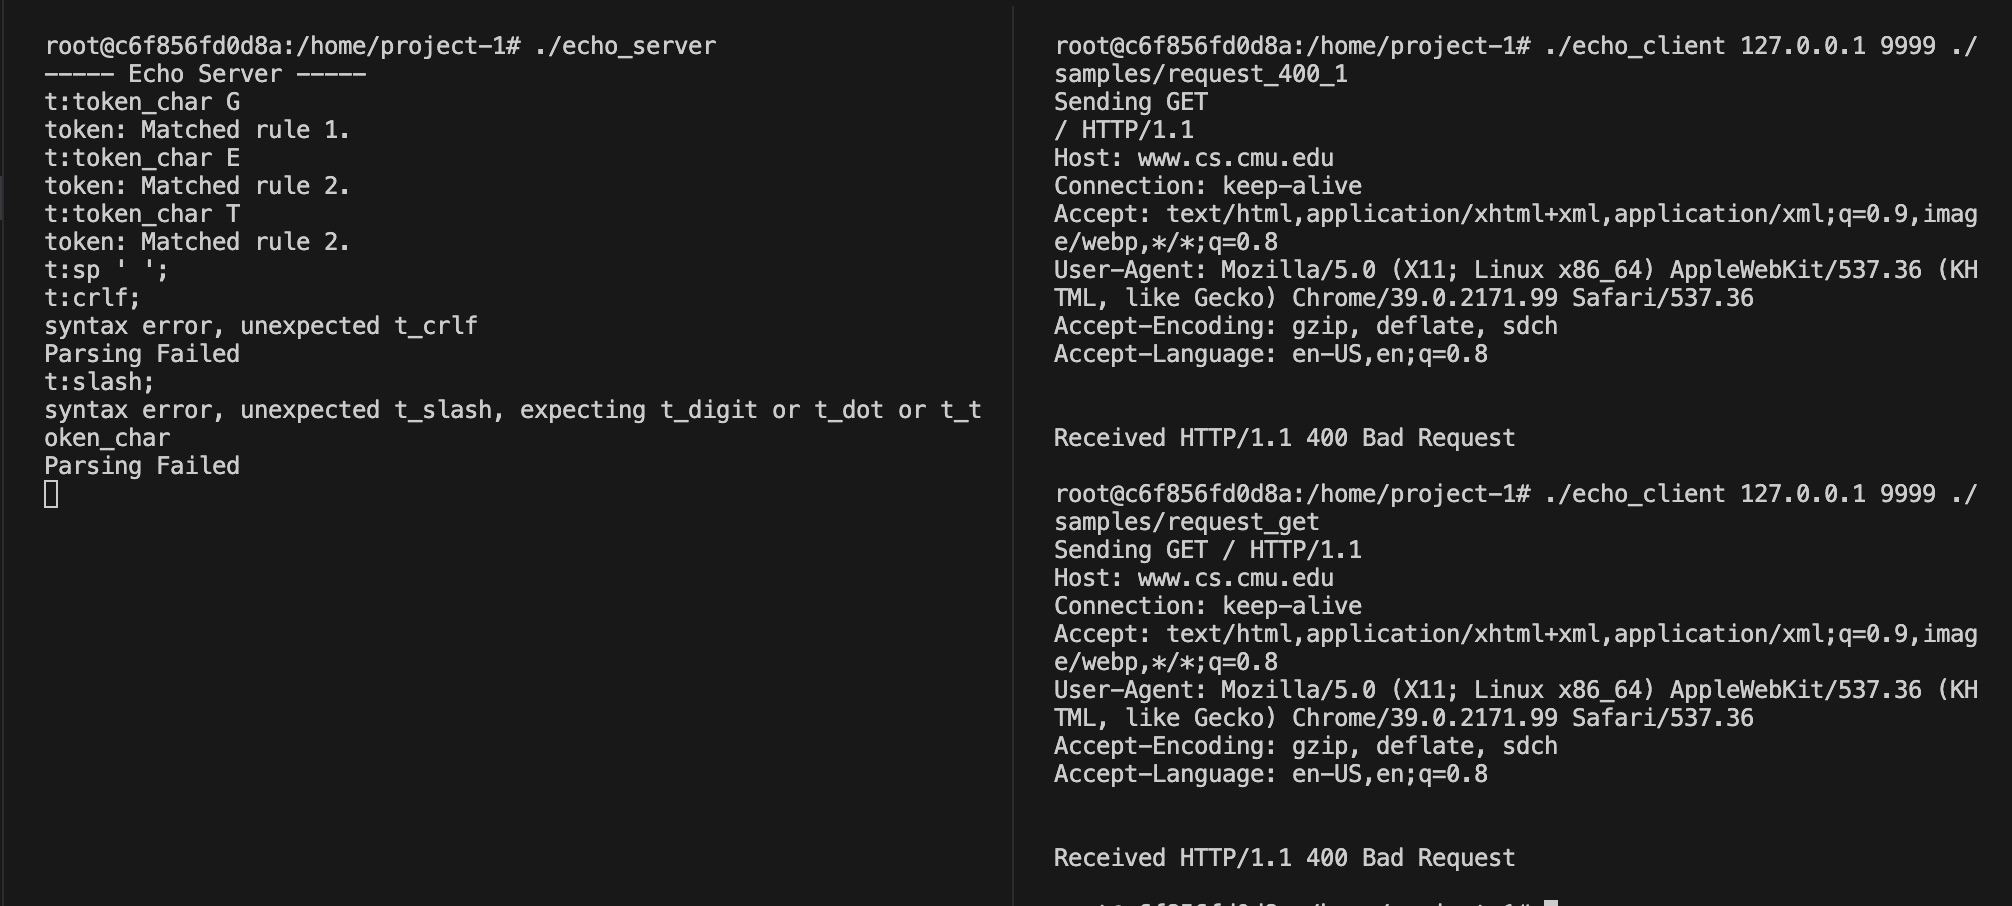 root@c6f856fd0d8a:/home/project-1# ./echo_server
----- Echo Server -----
t:token_char G
token: Matched rule 1.
t:token_char E
token: Matched rule 2.
t:token_char T
token: Matched rule 2.
t:sp ' ';
t:crlf;
syntax error, unexpected t_crlf
Parsing Failed
t:slash;
syntax error, unexpected t_slash, expecting t_digit or t_dot or t_t
oken_char
Parsing Failed
root@c6f856fd0d8a:/home/project-1# ./echo_client 127.0.0.1 9999 ./
samples/request_400_1
Sending GET
/ HTTP/1.1
Host: www.cs.cmu.edu
Connection: keep-alive
Accept: text/html,application/xhtml+xml,application/xml;q=0.9,imag
e/webp,*/*;q=0.8
User-Agent: Mozilla/5.0 (X11; Linux x86_64) AppleWebKit/537.36 (KH
TML, like Gecko) Chrome/39.0.2171.99 Safari/537.36
Accept-Encoding: gzip, deflate, sdch
Accept-Language: en-US,en;q=0.8
Received HTTP/1.1 400 Bad Request
root@c6f856fd0d8a:/home/project-1# ./echo_client 127.0.0.1 9999 ./
samples/request_get
Sending GET / HTTP/1.1
Host: www.cs.cmu.edu
Connection: keep-alive
Accept: text/html,application/xhtml+xml,application/xml;q=0.9,imag
e/webp,*/*;q=0.8
User-Agent: Mozilla/5.0 (X11; Linux x86_64) AppleWebKit/537.36 (KH
TML, like Gecko) Chrome/39.0.2171.99 Safari/537.36
Accept-Encoding: gzip, deflate, sdch
Accept-Language: en-US,en;q=0.8
Received HTTP/1.1 400 Bad Request